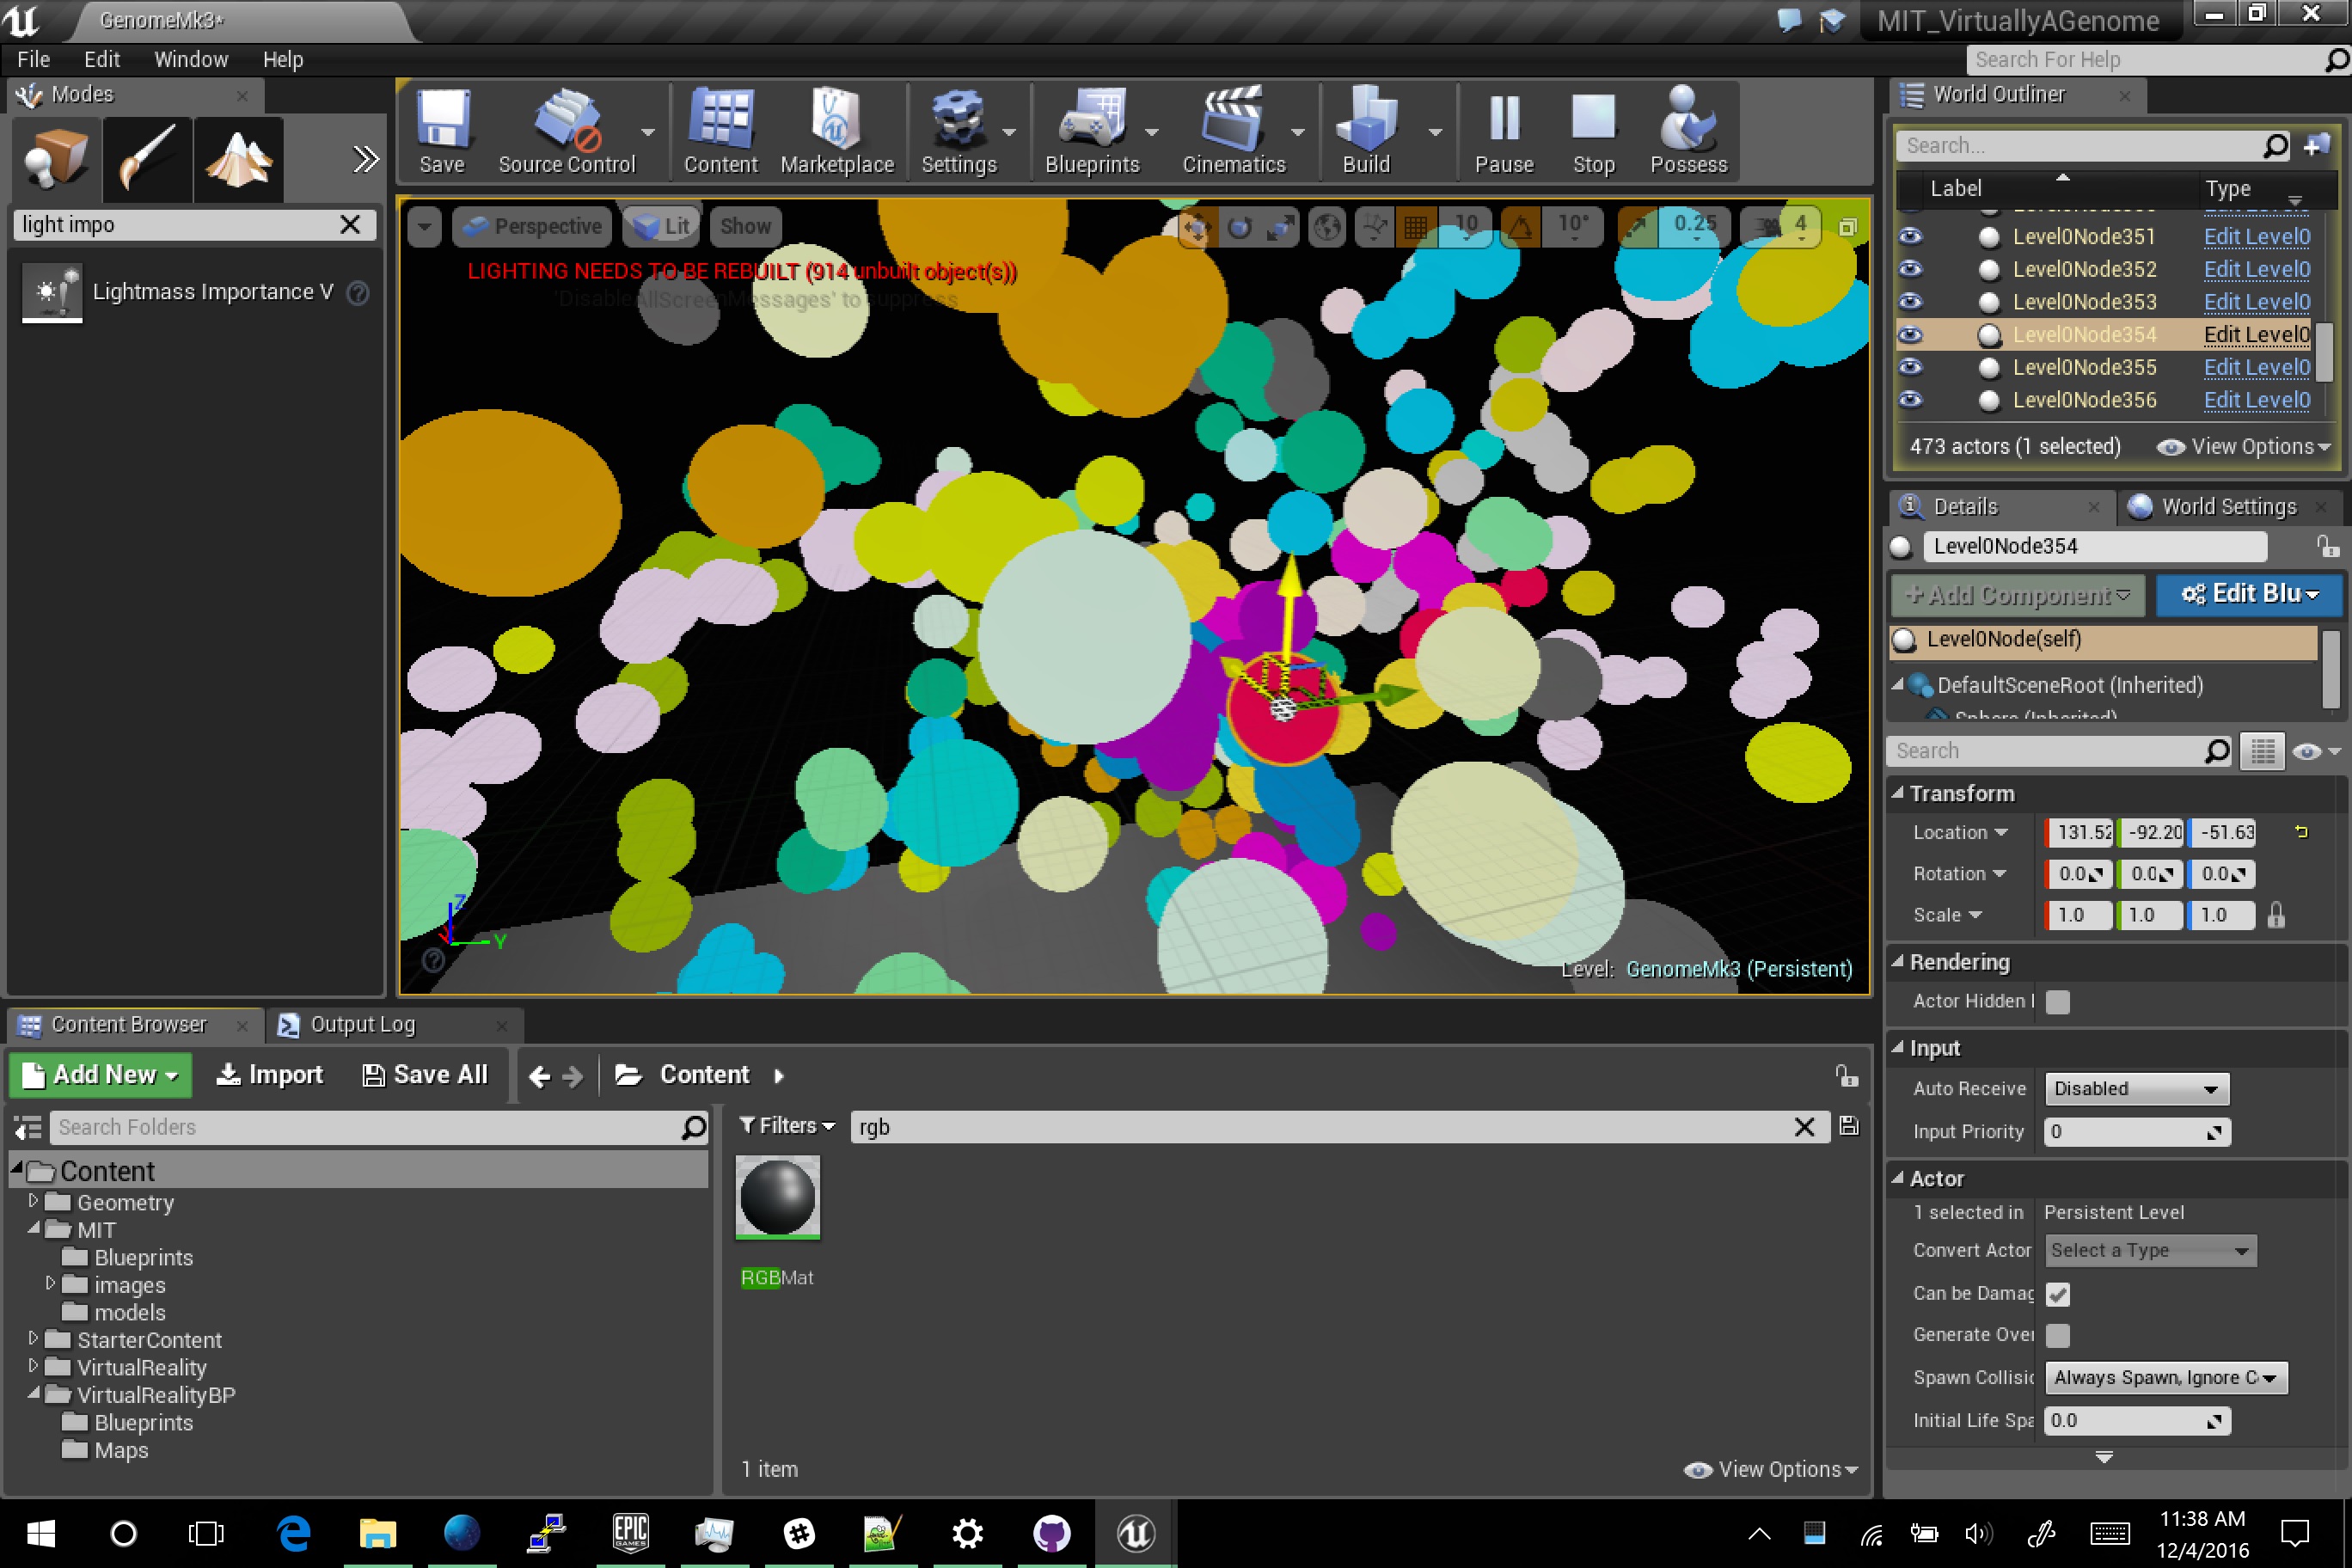 GenomeMk3*
MIT_VirtuallyAGenome
File Edit Window Help
Search For Help
Modes
World Outliner
light impo
Lightmass Importance V
Save
Source Control
Content
Marketplace
Settings
Blueprints
Cinematics
Build
Pause
Stop
Possess
Perspective
Lit
Show
10
10°
0.25
4
LIGHTING NEEDS TO BE REBUILT (914 unbuilt object(s))
'DisableAllScreenMessages' to suppress
Z
Y
Level: GenomeMk3 (Persistent)
Search...
Label Type
Level0Node351 Edit Level0
Level0Node352 Edit Level0
Level0Node353 Edit Level0
Level0Node354 Edit Level0
Level0Node355 Edit Level0
Level0Node356 Edit Level0
473 actors (1 selected) View Options
Details
World Settings
Level0Node354
+Add Component
Edit Blu
Level0Node(self)
DefaultSceneRoot (Inherited)
Sphere (Inherited)
Search
Transform
Location 131.52 -92.20 -51.63
Rotation 0.0 0.0 0.0
Scale 1.0 1.0 1.0
Rendering
Actor Hidden I
Input
Auto Receive Disabled
Input Priority 0
Actor
1 selected in Persistent Level
Convert Actor Select a Type
Can be Damag
Generate Over
Spawn Collisio Always Spawn, Ignore C
Initial Life Spa 0.0
Content Browser
Output Log
Add New
Import
Save All
Content
Search Folders
Filters
rgb
Content
Geometry
MIT
Blueprints
images
models
StarterContent
VirtualReality
VirtualRealityBP
Blueprints
Maps
RGBMat
1 item
View Options
EPIC
GAMES
11:38 AM
12/4/2016